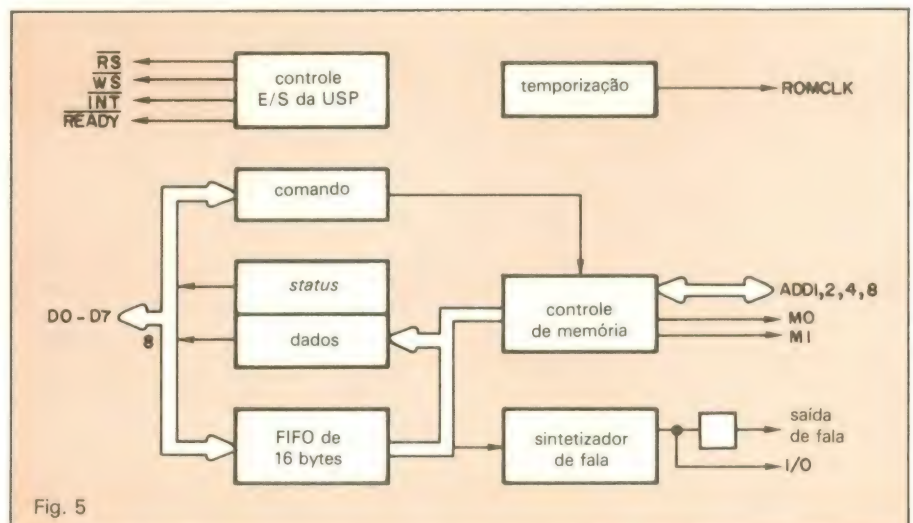 RS
WS
INT
READY
controle
E/S da USP
temporização
ROMCLK
comando
status
dados
D0-D7
8
FIFO de
16 bytes
controle
de memória
ADD1,2,4,8
M0
M1
sintetizador
de fala
saída
de fala
I/O
Fig. 5